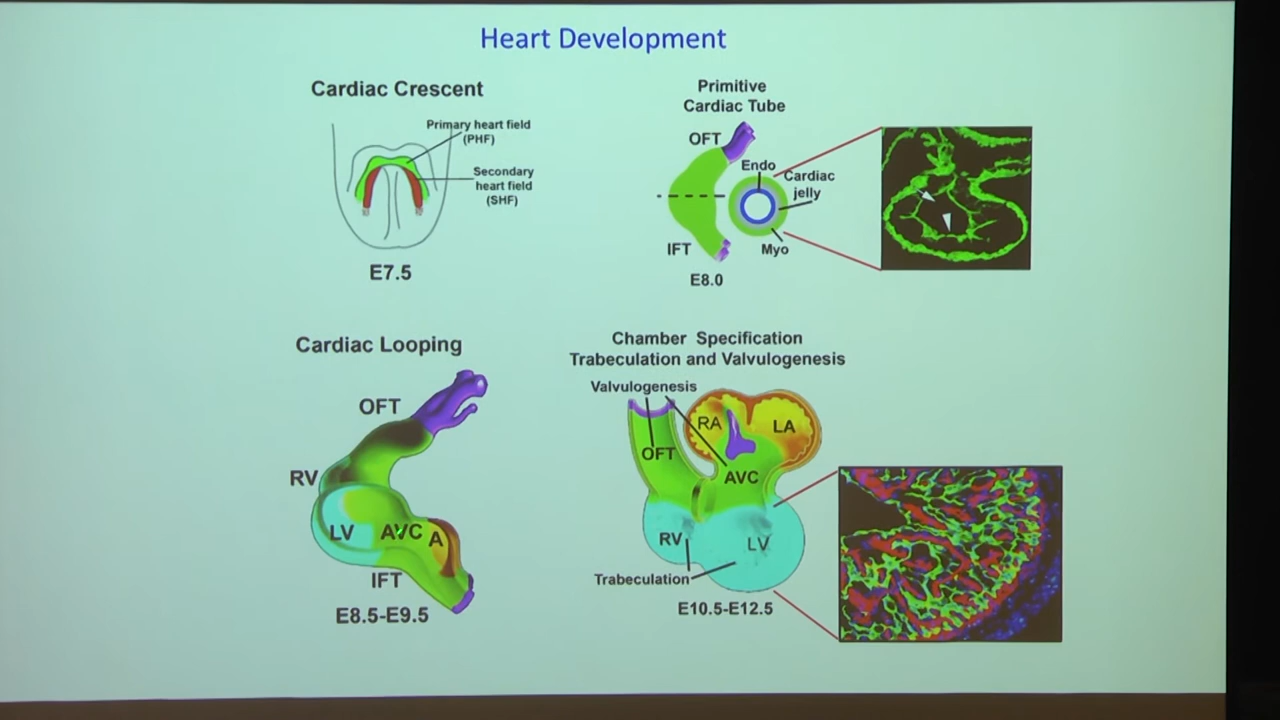 Heart Development
Cardiac Crescent
Primary heart field
(PHF)
Secondary
heart field
(SHF)
E7.5
Primitive
Cardiac Tube
OFT
Endo
Cardiac
jelly
IFT
Myo
E8.0
Cardiac Looping
OFT
RV
LV
AVC
A
IFT
E8.5-E9.5
Chamber Specification
Trabeculation and Valvulogenesis
Valvulogenesis
RA
LA
OFT
AVC
RV
LV
Trabeculation
E10.5-E12.5